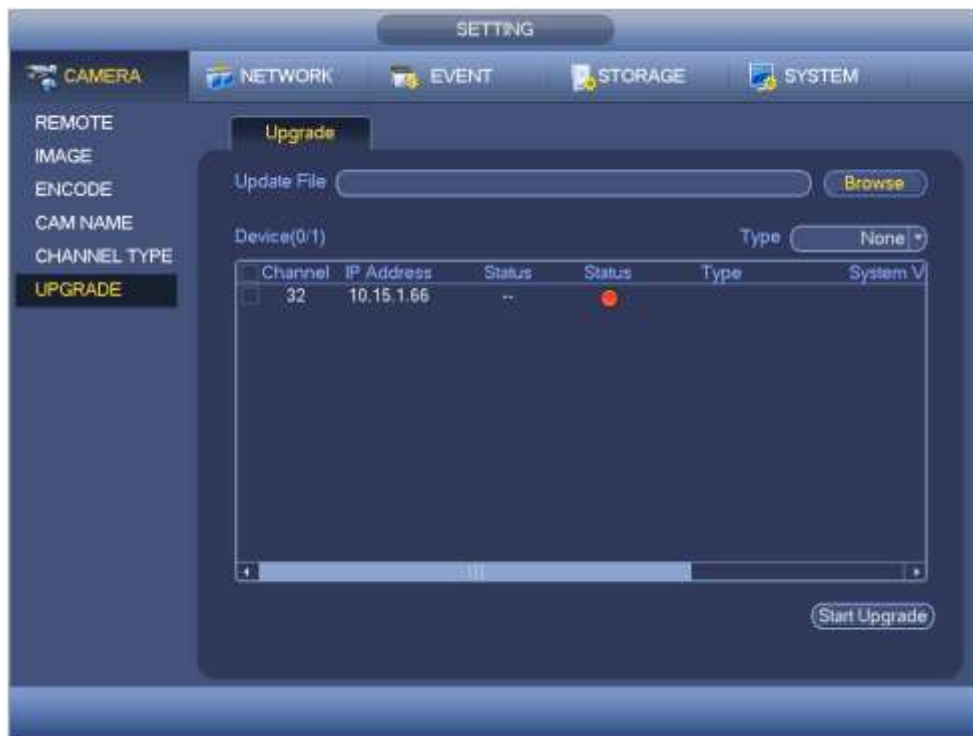 SETTING
CAMERA NETWORK EVENT STORAGE SYSTEM
REMOTE
IMAGE
ENCODE
CAM NAME
CHANNEL TYPE
UPGRADE
Upgrade
Update File Browse
Device(0/1) Type None
Channel IP Address Status Status Type System V
32 10.15.1.66 --
Start Upgrade